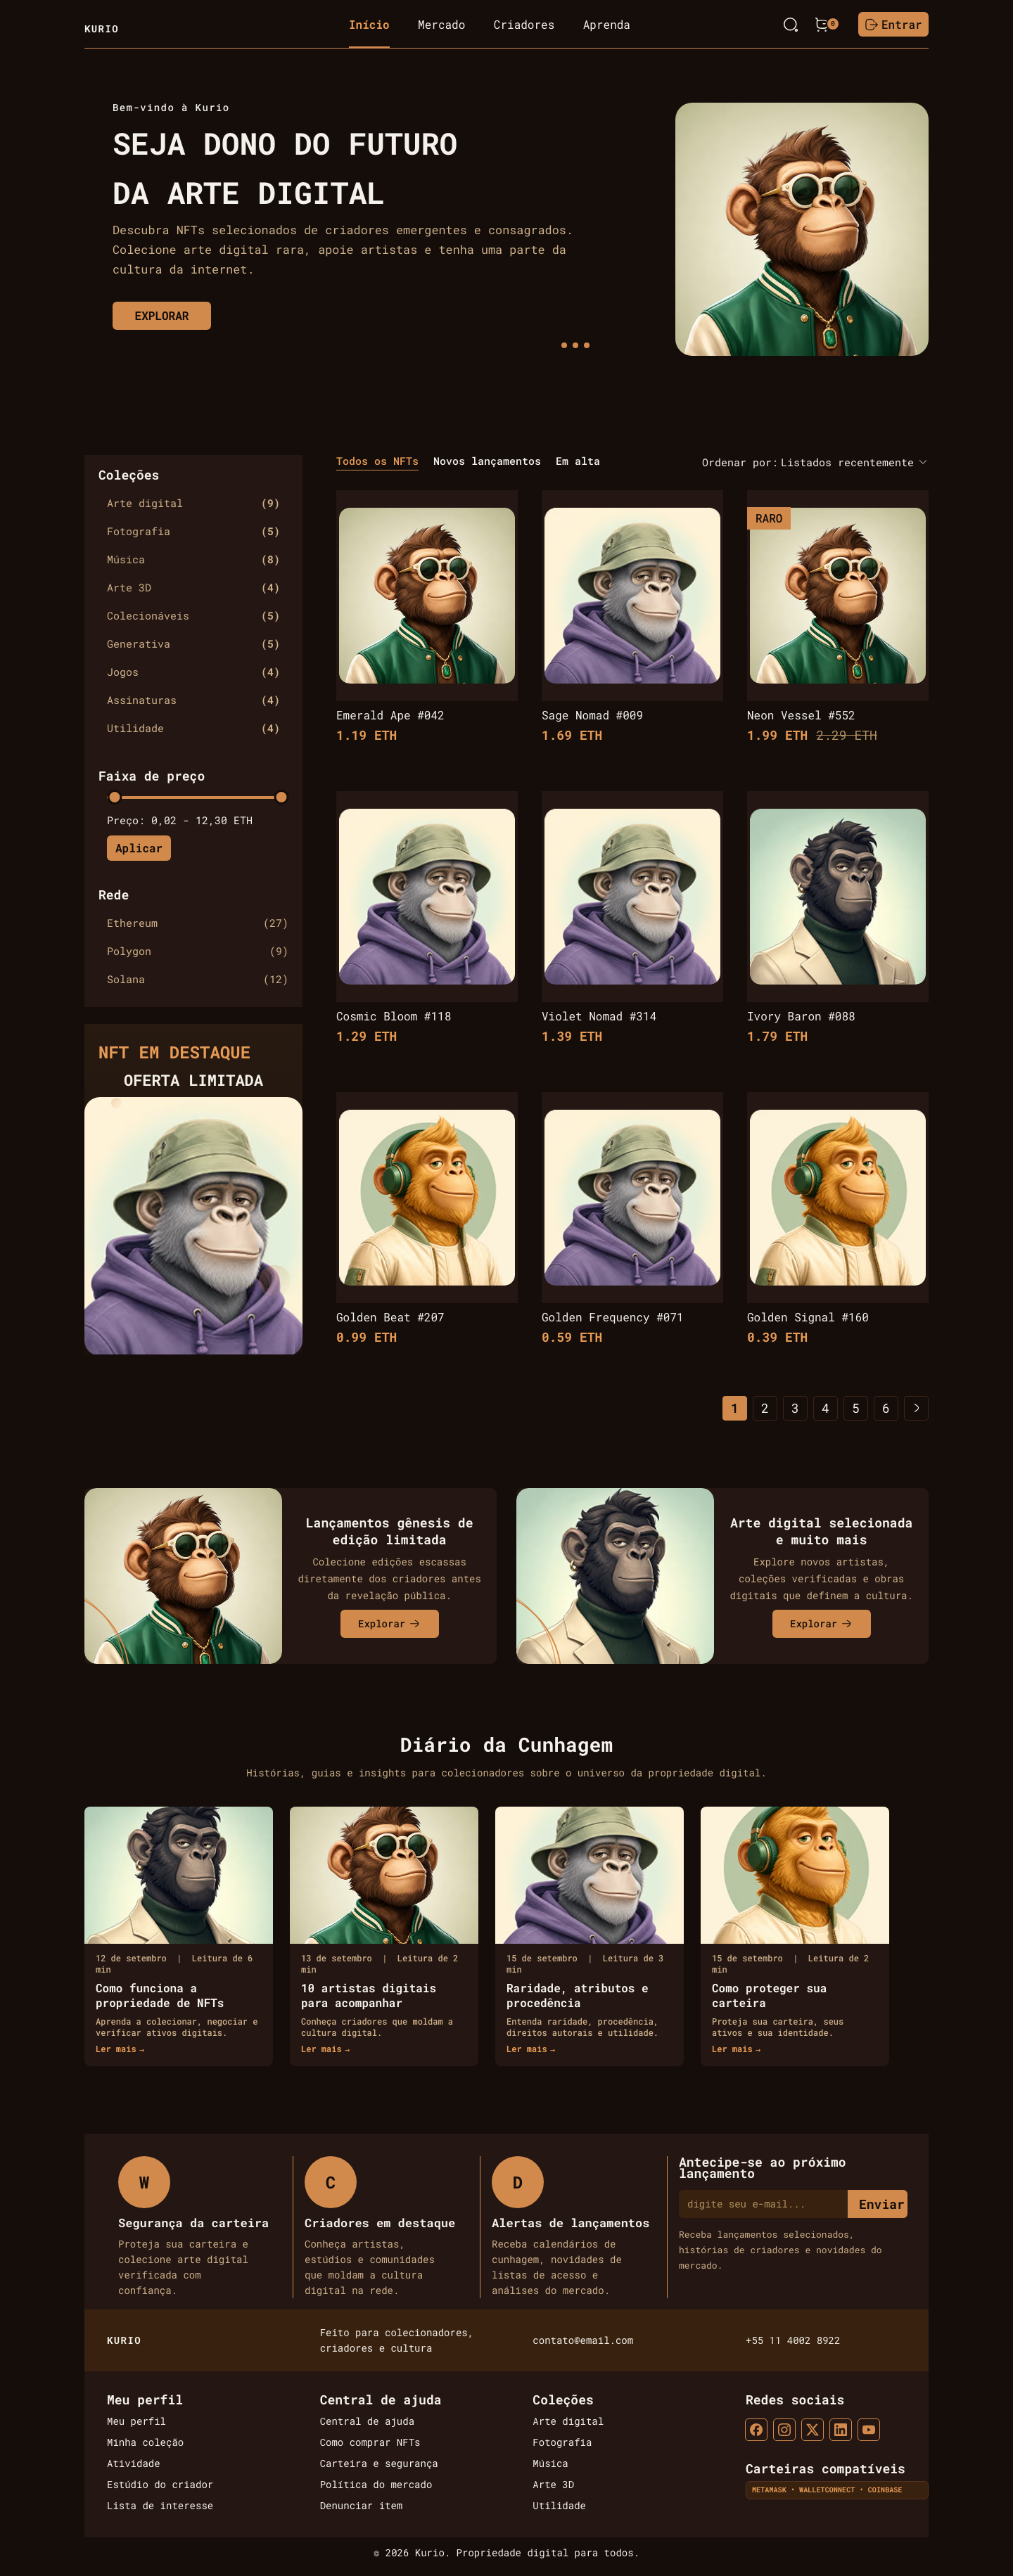 KURIO
Início
Mercado
Criadores
Aprenda
0
Entrar
Bem-vindo à Kurio
SEJA DONO DO FUTURO
DA ARTE DIGITAL
Descubra NFTs selecionados de criadores emergentes e consagrados.
Colecione arte digital rara, apoie artistas e tenha uma parte da
cultura da internet.
EXPLORAR
Coleções
Arte digital (9)
Fotografia (5)
Música (8)
Arte 3D (4)
Colecionáveis (5)
Generativa (5)
Jogos (4)
Assinaturas (4)
Utilidade (4)
Faixa de preço
Preço: 0,02 - 12,30 ETH
Aplicar
Rede
Ethereum (27)
Polygon (9)
Solana (12)
NFT EM DESTAQUE
OFERTA LIMITADA
Todos os NFTs
Novos lançamentos
Em alta
Ordenar por: Listados recentemente
RARO
Emerald Ape #042
1.19 ETH
Sage Nomad #009
1.69 ETH
Neon Vessel #552
1.99 ETH 2.29 ETH
Cosmic Bloom #118
1.29 ETH
Violet Nomad #314
1.39 ETH
Ivory Baron #088
1.79 ETH
Golden Beat #207
0.99 ETH
Golden Frequency #071
0.59 ETH
Golden Signal #160
0.39 ETH
1 2 3 4 5 6
Lançamentos gênesis de
edição limitada
Colecione edições escassas
diretamente dos criadores antes
da revelação pública.
Explorar →
Arte digital selecionada
e muito mais
Explore novos artistas,
coleções verificadas e obras
digitais que definem a cultura.
Explorar →
Diário da Cunhagem
Histórias, guias e insights para colecionadores sobre o universo da propriedade digital.
12 de setembro | Leitura de 6
min
Como funciona a
propriedade de NFTs
Aprenda a colecionar, negociar e
verificar ativos digitais.
Ler mais →
13 de setembro | Leitura de 2
min
10 artistas digitais
para acompanhar
Conheça criadores que moldam a
cultura digital.
Ler mais →
15 de setembro | Leitura de 3
min
Raridade, atributos e
procedência
Entenda raridade, procedência,
direitos autorais e utilidade.
Ler mais →
15 de setembro | Leitura de 2
min
Como proteger sua
carteira
Proteja sua carteira, seus
ativos e sua identidade.
Ler mais →
W
Segurança da carteira
Proteja sua carteira e
colecione arte digital
verificada com
confiança.
C
Criadores em destaque
Conheça artistas,
estúdios e comunidades
que moldam a cultura
digital na rede.
D
Alertas de lançamentos
Receba calendários de
cunhagem, novidades de
listas de acesso e
análises do mercado.
Antecipe-se ao próximo
lançamento
digite seu e-mail...
Enviar
Receba lançamentos selecionados,
histórias de criadores e novidades do
mercado.
KURIO
Feito para colecionadores,
criadores e cultura
contato@email.com
+55 11 4002 8922
Meu perfil
Meu perfil
Minha coleção
Atividade
Estúdio do criador
Lista de interesse
Central de ajuda
Central de ajuda
Como comprar NFTs
Carteira e segurança
Política do mercado
Denunciar item
Coleções
Arte digital
Fotografia
Música
Arte 3D
Utilidade
Redes sociais
Carteiras compatíveis
METAMASK • WALLETCONNECT • COINBASE
© 2026 Kurio. Propriedade digital para todos.